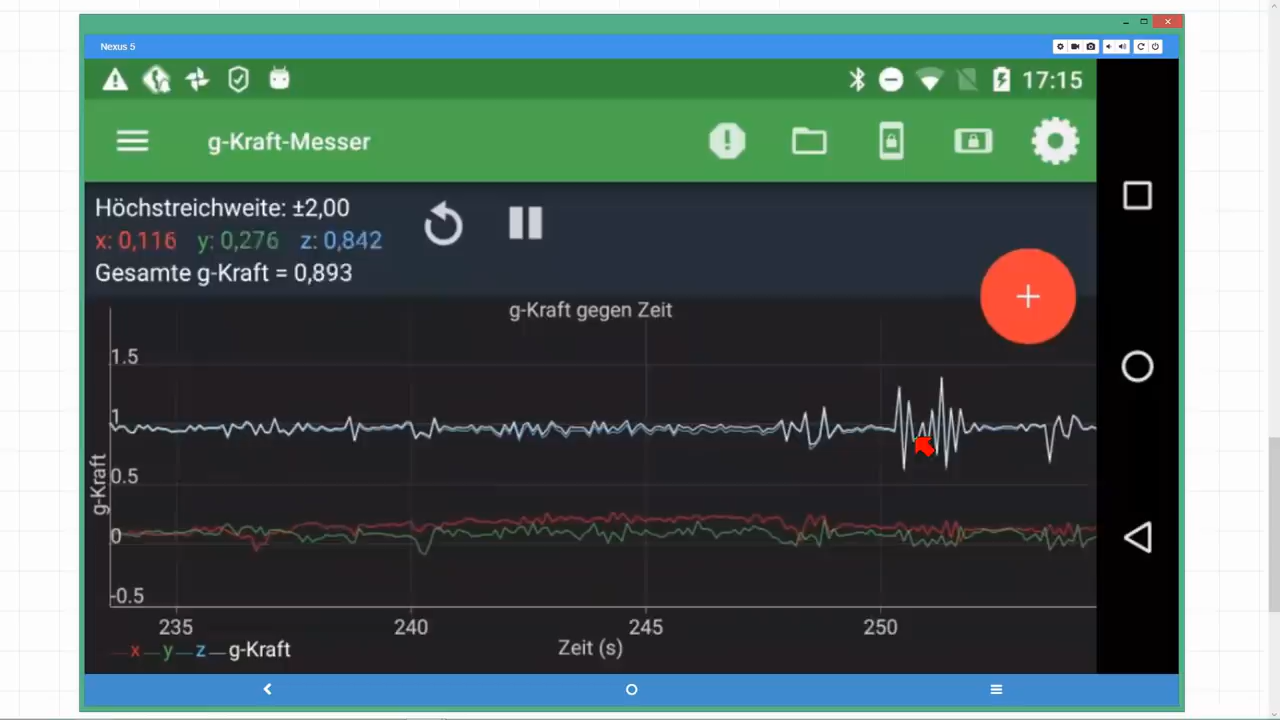 Nexus 5
17:15
g-Kraft-Messer
Höchstreichweite: ±2,00
x: 0,116 y: 0,276 z: 0,842
Gesamte g-Kraft = 0,893
+
g-Kraft gegen Zeit
1.5
1
0.5
0
-0.5
g-Kraft
235 240 245 250
Zeit (s)
x y z g-Kraft